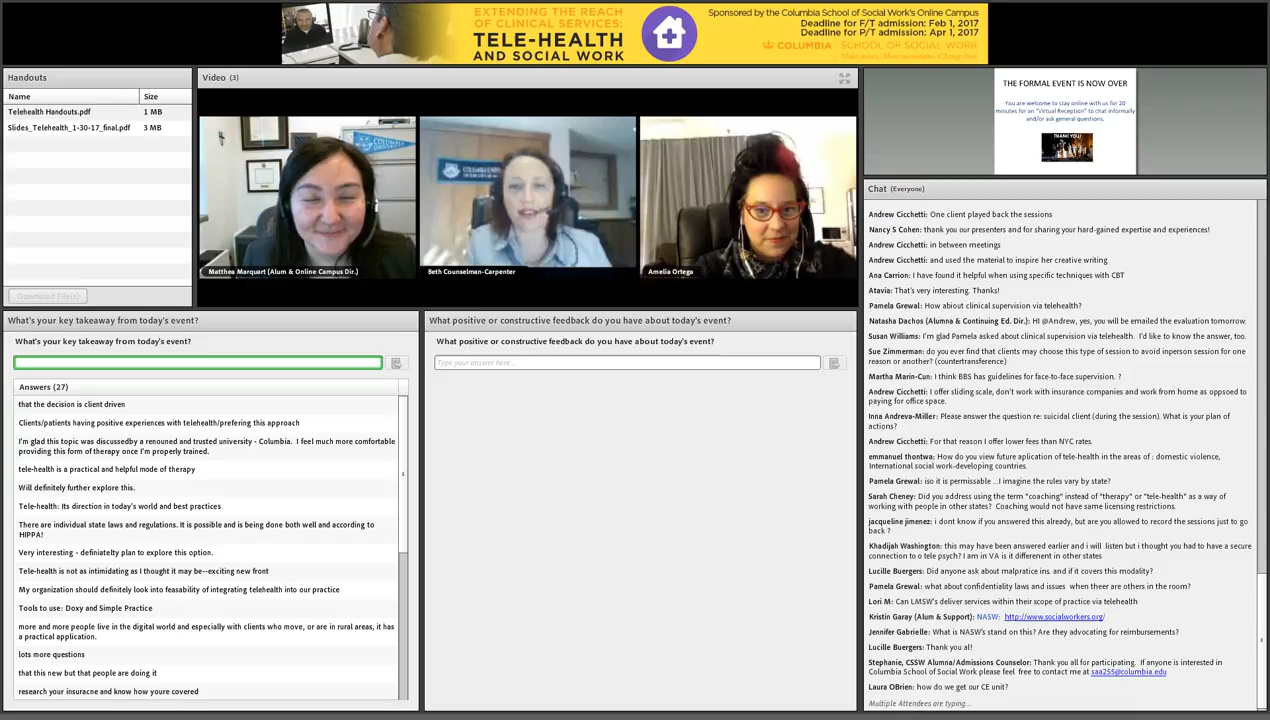 EXTENDING THE REACH
OF CLINICAL SERVICES:
TELE-HEALTH
AND SOCIAL WORK
Sponsored by the Columbia School of Social Work's Online Campus
Deadline for F/T admission: Feb 1, 2017
Deadline for P/T admission: Apr 1, 2017
COLUMBIA | SCHOOL OF SOCIAL WORK
Handouts
Name Size
Telehealth Handouts.pdf 1 MB
Slides_Telehealth_1-30-17_final.pdf 3 MB
Download File(s)
Video (3)
COLUMBIA
UNIVERSITY
Matthea Marquart (Alum & Online Campus Dir.)
Beth Counselman-Carpenter
Amelia Ortega
THE FORMAL EVENT IS NOW OVER
You are welcome to stay online with us for 20
minutes for an "Virtual Reception" to chat informally
and/or ask general questions.
THANK YOU!
What's your key takeaway from today's event?
What's your key takeaway from today's event?
Answers (27)
that the decision is client driven
Clients/patients having positive experiences with telehealth/prefering this approach
I'm glad this topic was discussedby a renouned and trusted university - Columbia. I feel much more comfortable
providing this form of therapy once I'm properly trained.
tele-health is a practical and helpful mode of therapy
Will definitely further explore this.
Tele-health: Its direction in today's world and best practices
There are individual state laws and regulations. It is possible and is being done both well and according to
HIPPA!
Very interesting - definiatelty plan to explore this option.
Tele-health is not as intimidating as I thought it may be--exciting new front
My organization should definitely look into feasability of integrating telehealth into our practice
Tools to use: Doxy and Simple Practice
more and more people live in the digital world and especially with clients who move, or are in rural areas, it has
a practical application.
lots more questions
that this new but that people are doing it
research your insuracne and know how youre covered
What positive or constructive feedback do you have about today's event?
What positive or constructive feedback do you have about today's event?
Type your answer here...
Chat (Everyone)
Andrew Cicchetti: One client played back the sessions
Nancy S Cohen: thank you our presenters and for sharing your hard-gained expertise and experiences!
Andrew Cicchetti: in between meetings
Andrew Cicchetti: and used the material to inspire her creative writing
Ana Carrion: I have found it helpful when using specific techniques with CBT
Atavia: That's very interesting. Thanks!
Pamela Grewal: How about clinical supervision via telehealth?
Natasha Dachos (Alumna & Continuing Ed. Dir.): HI @Andrew, yes, you will be emailed the evaluation tomorrow.
Susan Williams: I'm glad Pamela asked about clinical supervision via telehealth. I'd like to know the answer, too.
Sue Zimmerman: do you ever find that clients may choose this type of session to avoid inperson session for one
reason or another? (countertransference)
Martha Marin-Cun: I think BBS has guidelines for face-to-face supervision. ?
Andrew Cicchetti: I offer sliding scale, don't work with insurance companies and work from home as oppsosed to
paying for office space.
Inna Andreva-Miller: Please answer the question re: suicidal client (during the session). What is your plan of
actions?
Andrew Cicchetti: For that reason I offer lower fees than NYC rates.
emmanuel thontwa: How do you view future aplication of tele-health in the areas of : domestic violence,
International social work-developing countries.
Pamela Grewal: iso it is permissable ...I imagine the rules vary by state?
Sarah Cheney: Did you address using the term "coaching" instead of "therapy" or "tele-health" as a way of
working with people in other states? Coaching would not have same licensing restrictions.
jacqueline jimenez: i dont know if you answered this already, but are you allowed to record the sessions just to go
back ?
Khadijah Washington: this may have been answered earlier and i will listen but i thought you had to have a secure
connection to o tele psych? I am in VA is it differenent in other states
Lucille Buergers: Did anyone ask about malpratice ins. and if it covers this modality?
Pamela Grewal: what about confidentiality laws and issues when theer are others in the room?
Lori M: Can LMSW's deliver services within their scope of practice via telehealth
Kristin Garay (Alum & Support): NASW: http://www.socialworkers.org/
Jennifer Gabrielle: What is NASW's stand on this? Are they advocating for reimbursements?
Lucille Buergers: Thank you al!
Stephanie, CSSW Alumna/Admissions Counselor: Thank you all for participating. If anyone is interested in
Columbia School of Social Work please feel free to contact me at saa255@columbia.edu
Laura OBrien: how do we get our CE unit?
Multiple Attendees are typing...